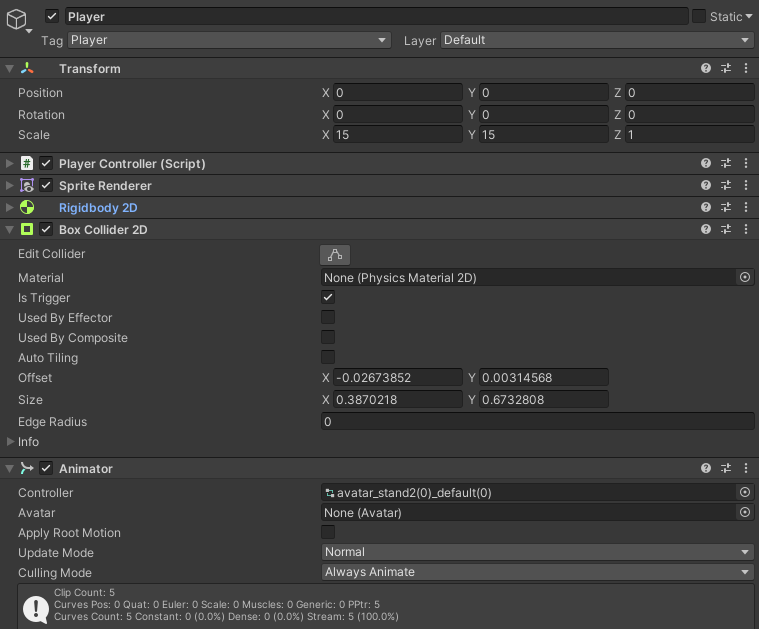 Player
Static
Tag Player Layer Default
Transform
Position X 0 Y 0 Z 0
Rotation X 0 Y 0 Z 0
Scale X 15 Y 15 Z 1
# Player Controller (Script)
Sprite Renderer
Rigidbody 2D
Box Collider 2D
Edit Collider
Material None (Physics Material 2D)
Is Trigger
Used By Effector
Used By Composite
Auto Tiling
Offset X -0.02673852 Y 0.00314568
Size X 0.3870218 Y 0.6732808
Edge Radius 0
Info
Animator
Controller avatar_stand2(0)_default(0)
Avatar None (Avatar)
Apply Root Motion
Update Mode Normal
Culling Mode Always Animate
Clip Count: 5
Curves Pos: 0 Quat: 0 Euler: 0 Scale: 0 Muscles: 0 Generic: 0 PPtr: 5
Curves Count: 5 Constant: 0 (0.0%) Dense: 0 (0.0%) Stream: 5 (100.0%)